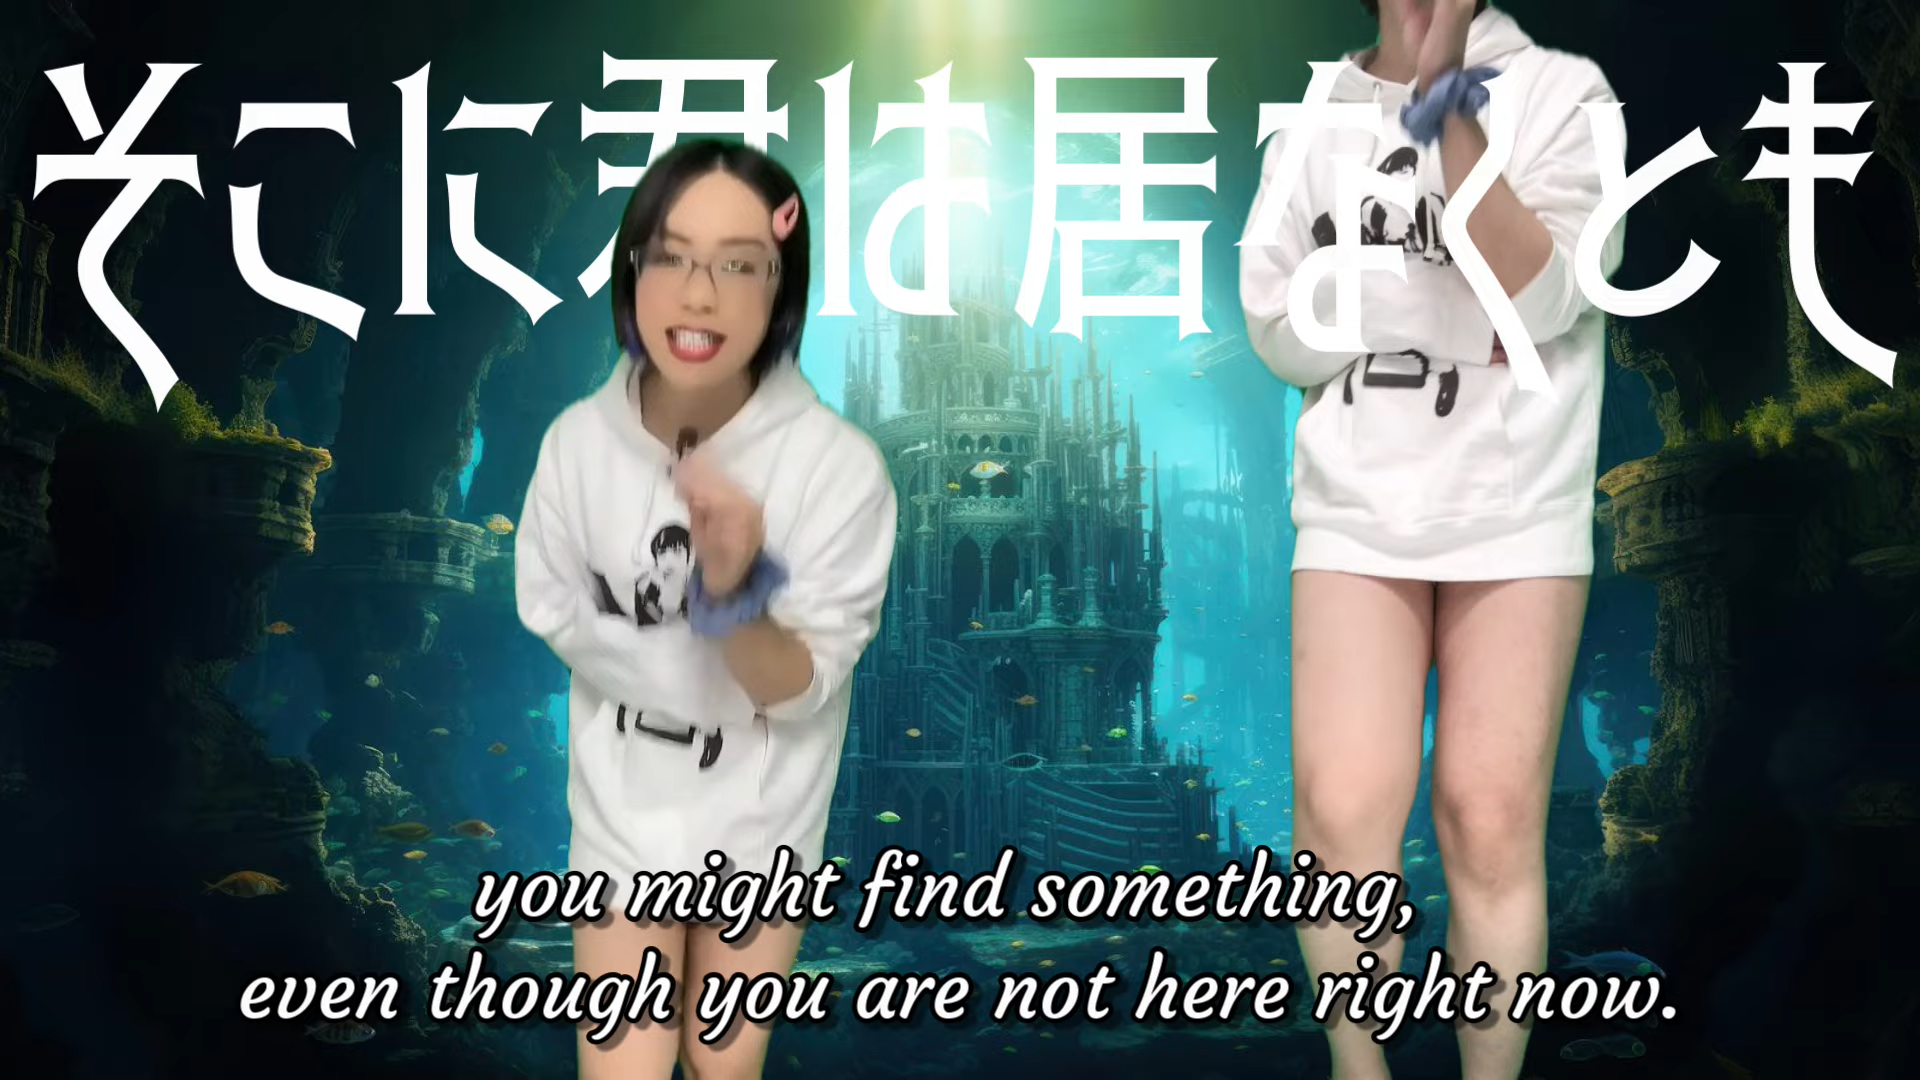 そこに君は居なくとも
you might find something,
even though you are not here right now.